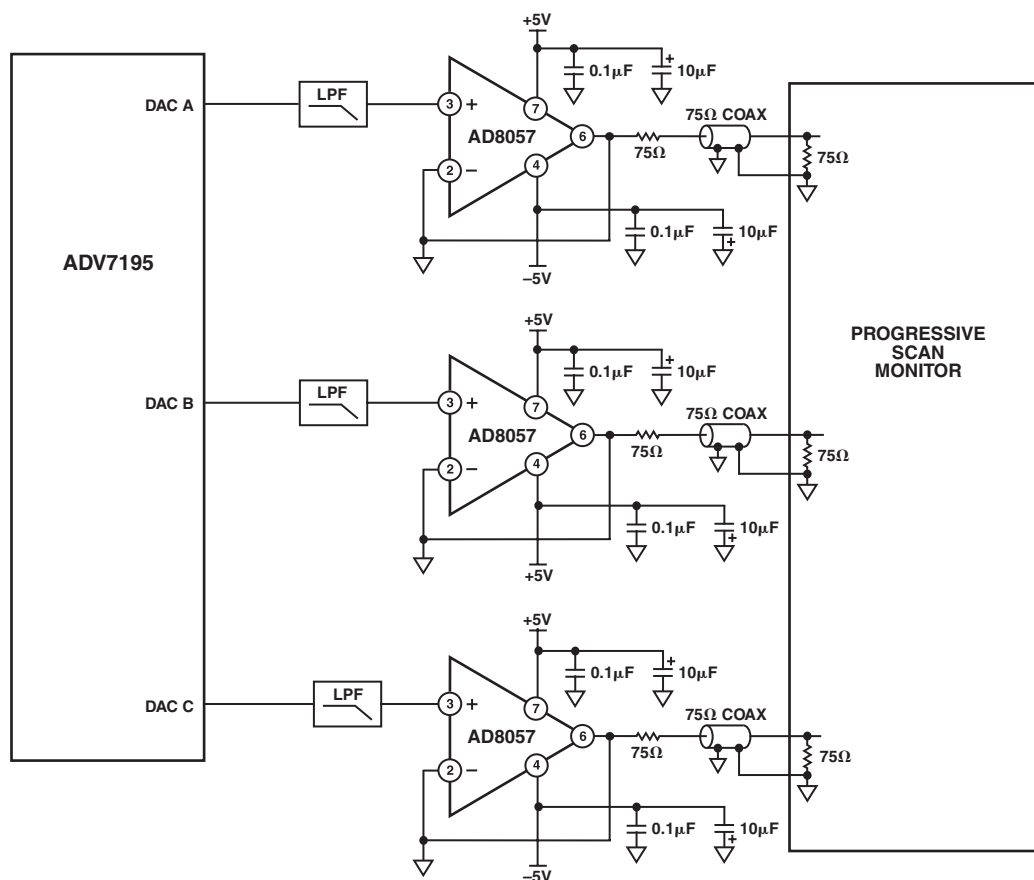 ADV7195
DAC A
LPF
3
+
2
−
AD8057
7
6
4
+5V
0.1µF
+
10µF
75Ω
75Ω COAX
75Ω
0.1µF
10µF
+
−5V
DAC B
LPF
3
+
2
−
AD8057
7
6
4
+5V
0.1µF
+
10µF
75Ω
75Ω COAX
75Ω
0.1µF
10µF
+
+5V
DAC C
LPF
3
+
2
−
AD8057
7
6
4
+5V
0.1µF
+
10µF
75Ω
75Ω COAX
75Ω
0.1µF
10µF
+
−5V
PROGRESSIVE
SCAN
MONITOR